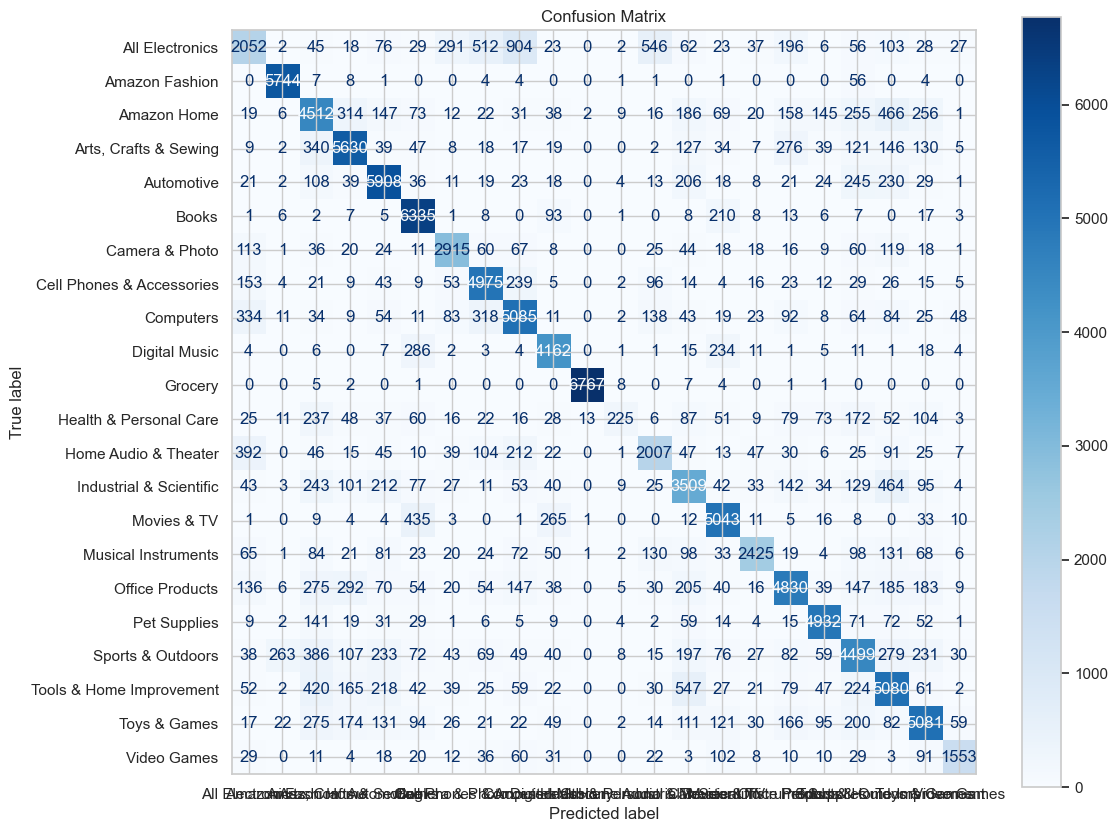 Confusion Matrix
All Electronics 2052 2 45 18 76 29 291 512 904 23 0 2 546 62 23 37 196 6 56 103 28 27
Amazon Fashion 0 5744 7 8 1 0 0 4 4 0 0 1 1 0 1 0 0 0 56 0 4 0
Amazon Home 19 6 4512 314 147 73 12 22 31 38 2 9 16 186 69 20 158 145 255 466 256 1
Arts, Crafts & Sewing 9 2 340 5630 39 47 8 18 17 19 0 0 2 127 34 7 276 39 121 146 130 5
Automotive 21 2 108 39 5908 36 11 19 23 18 0 4 13 206 18 8 21 24 245 230 29 1
Books 1 6 2 7 5 6335 1 8 0 93 0 1 0 8 210 8 13 6 7 0 17 3
Camera & Photo 113 1 36 20 24 11 2915 60 67 8 0 0 25 44 18 18 16 9 60 119 18 1
Cell Phones & Accessories 153 4 21 9 43 9 53 4975 239 5 0 2 96 14 4 16 23 12 29 26 15 5
Computers 334 11 34 9 54 11 83 318 5085 11 0 2 138 43 19 23 92 8 64 84 25 48
Digital Music 4 0 6 0 7 286 2 3 4 4162 0 1 1 15 234 11 1 5 11 1 18 4
Grocery 0 0 5 2 0 1 0 0 0 0 6767 8 0 7 4 0 1 1 0 0 0 0
Health & Personal Care 25 11 237 48 37 60 16 22 16 28 13 225 6 87 51 9 79 73 172 52 104 3
Home Audio & Theater 392 0 46 15 45 10 39 104 212 22 0 1 2007 47 13 47 30 6 25 91 25 7
Industrial & Scientific 43 3 243 101 212 77 27 11 53 40 0 9 25 3509 42 33 142 34 129 464 95 4
Movies & TV 1 0 9 4 4 435 3 0 1 265 1 0 0 12 5043 11 5 16 8 0 33 10
Musical Instruments 65 1 84 21 81 23 20 24 72 50 1 2 130 98 33 2425 19 4 98 131 68 6
Office Products 136 6 275 292 70 54 20 54 147 38 0 5 30 205 40 16 4830 39 147 185 183 9
Pet Supplies 9 2 141 19 31 29 1 6 5 9 0 4 2 59 14 4 15 4932 71 72 52 1
Sports & Outdoors 38 263 386 107 233 72 43 69 49 40 0 8 15 197 76 27 82 59 4499 279 231 30
Tools & Home Improvement 52 2 420 165 218 42 39 25 59 22 0 0 30 547 27 21 79 47 224 5080 61 2
Toys & Games 17 22 275 174 131 94 26 21 22 49 0 2 14 111 121 30 166 95 200 82 5081 59
Video Games 29 0 11 4 18 20 12 36 60 31 0 0 22 3 102 8 10 10 29 3 91 1553
True label
Predicted label
6000
5000
4000
3000
2000
1000
0